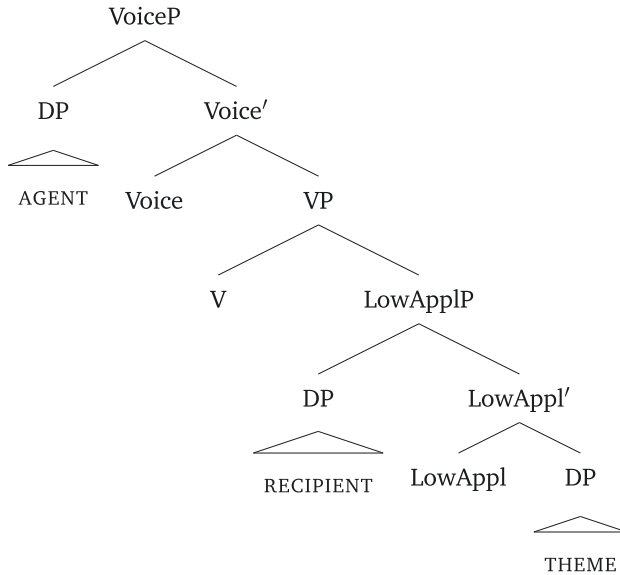 VoiceP
DP Voice′
AGENT Voice VP
V LowApplP
DP LowAppl′
RECIPIENT LowAppl DP
THEME